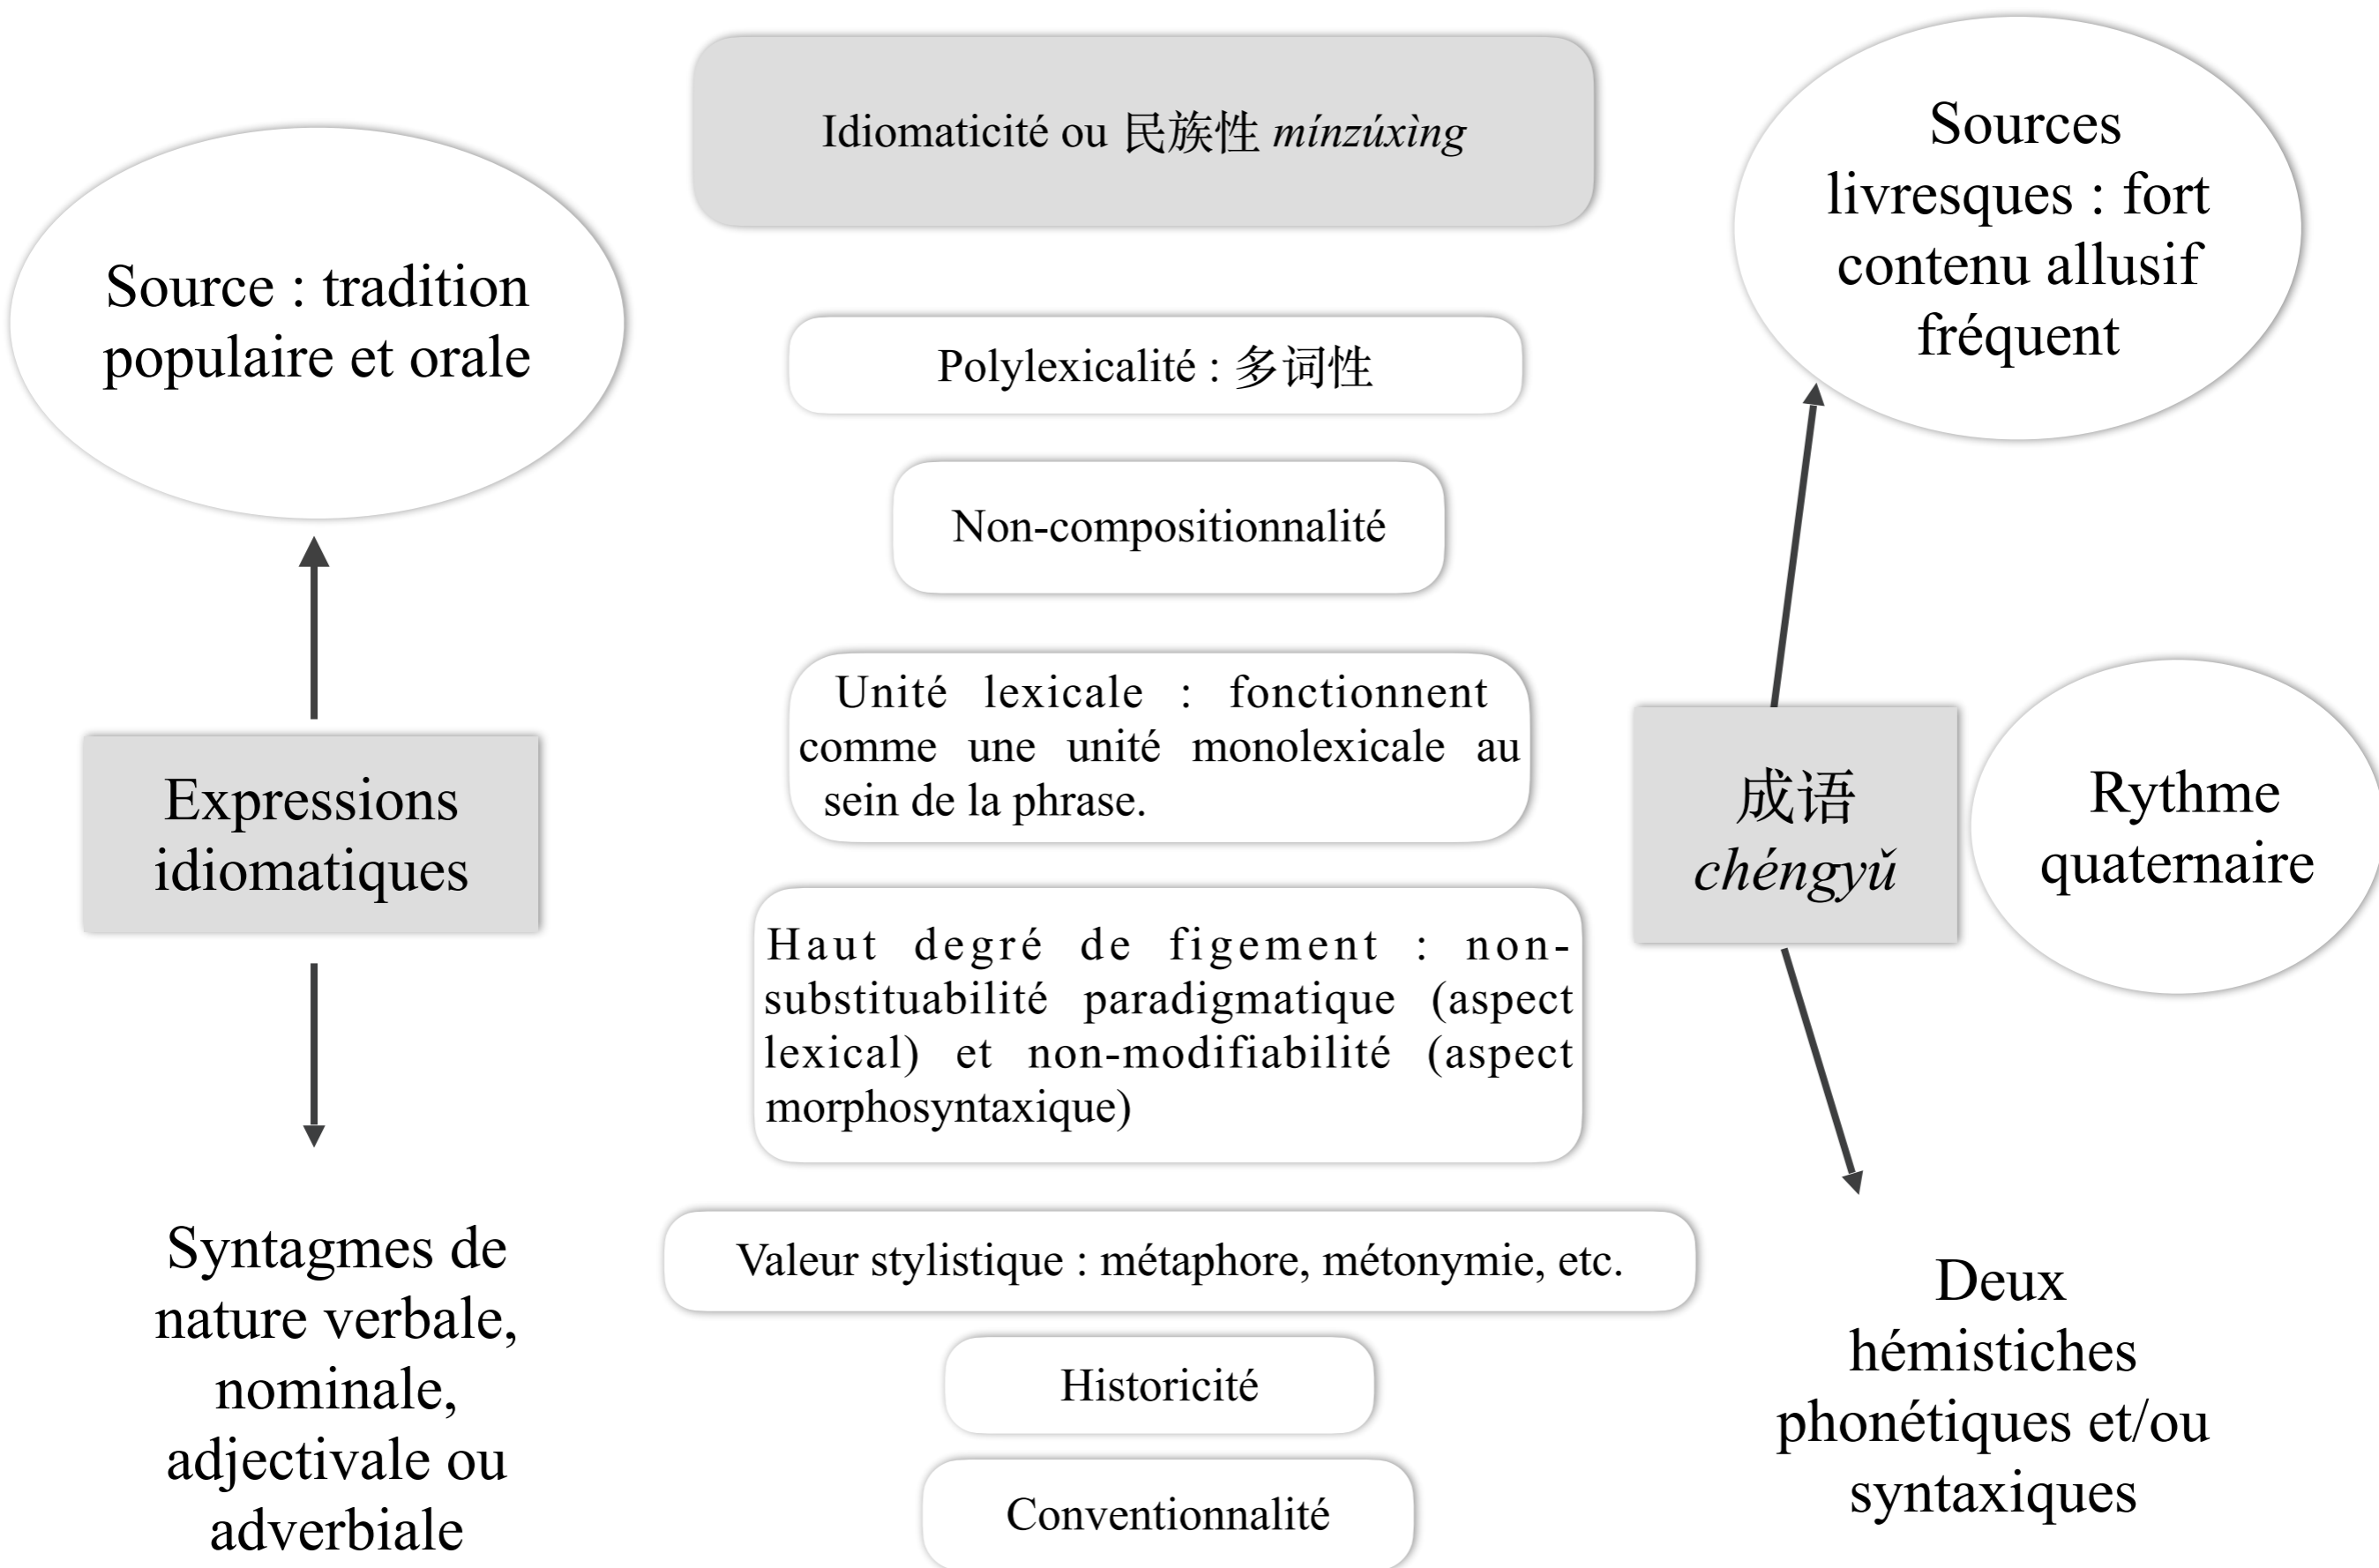 Idiomaticité ou 民族性 mínzúxìng
Source : tradition
populaire et orale
Expressions
idiomatiques
Syntagmes de
nature verbale,
nominale,
adjectivale ou
adverbiale
Polylexicalité : 多词性
Non-compositionnalité
Unité lexicale : fonctionnent
comme une unité monolexicale au
sein de la phrase.
Haut degré de figement : non-
substituabilité paradigmatique (aspect
lexical) et non-modifiabilité (aspect
morphosyntaxique)
Valeur stylistique : métaphore, métonymie, etc.
Historicité
Conventionnalité
Sources
livresques : fort
contenu allusif
fréquent
成语
chéngyǔ
Rythme
quaternaire
Deux
hémistiches
phonétiques et/ou
syntaxiques